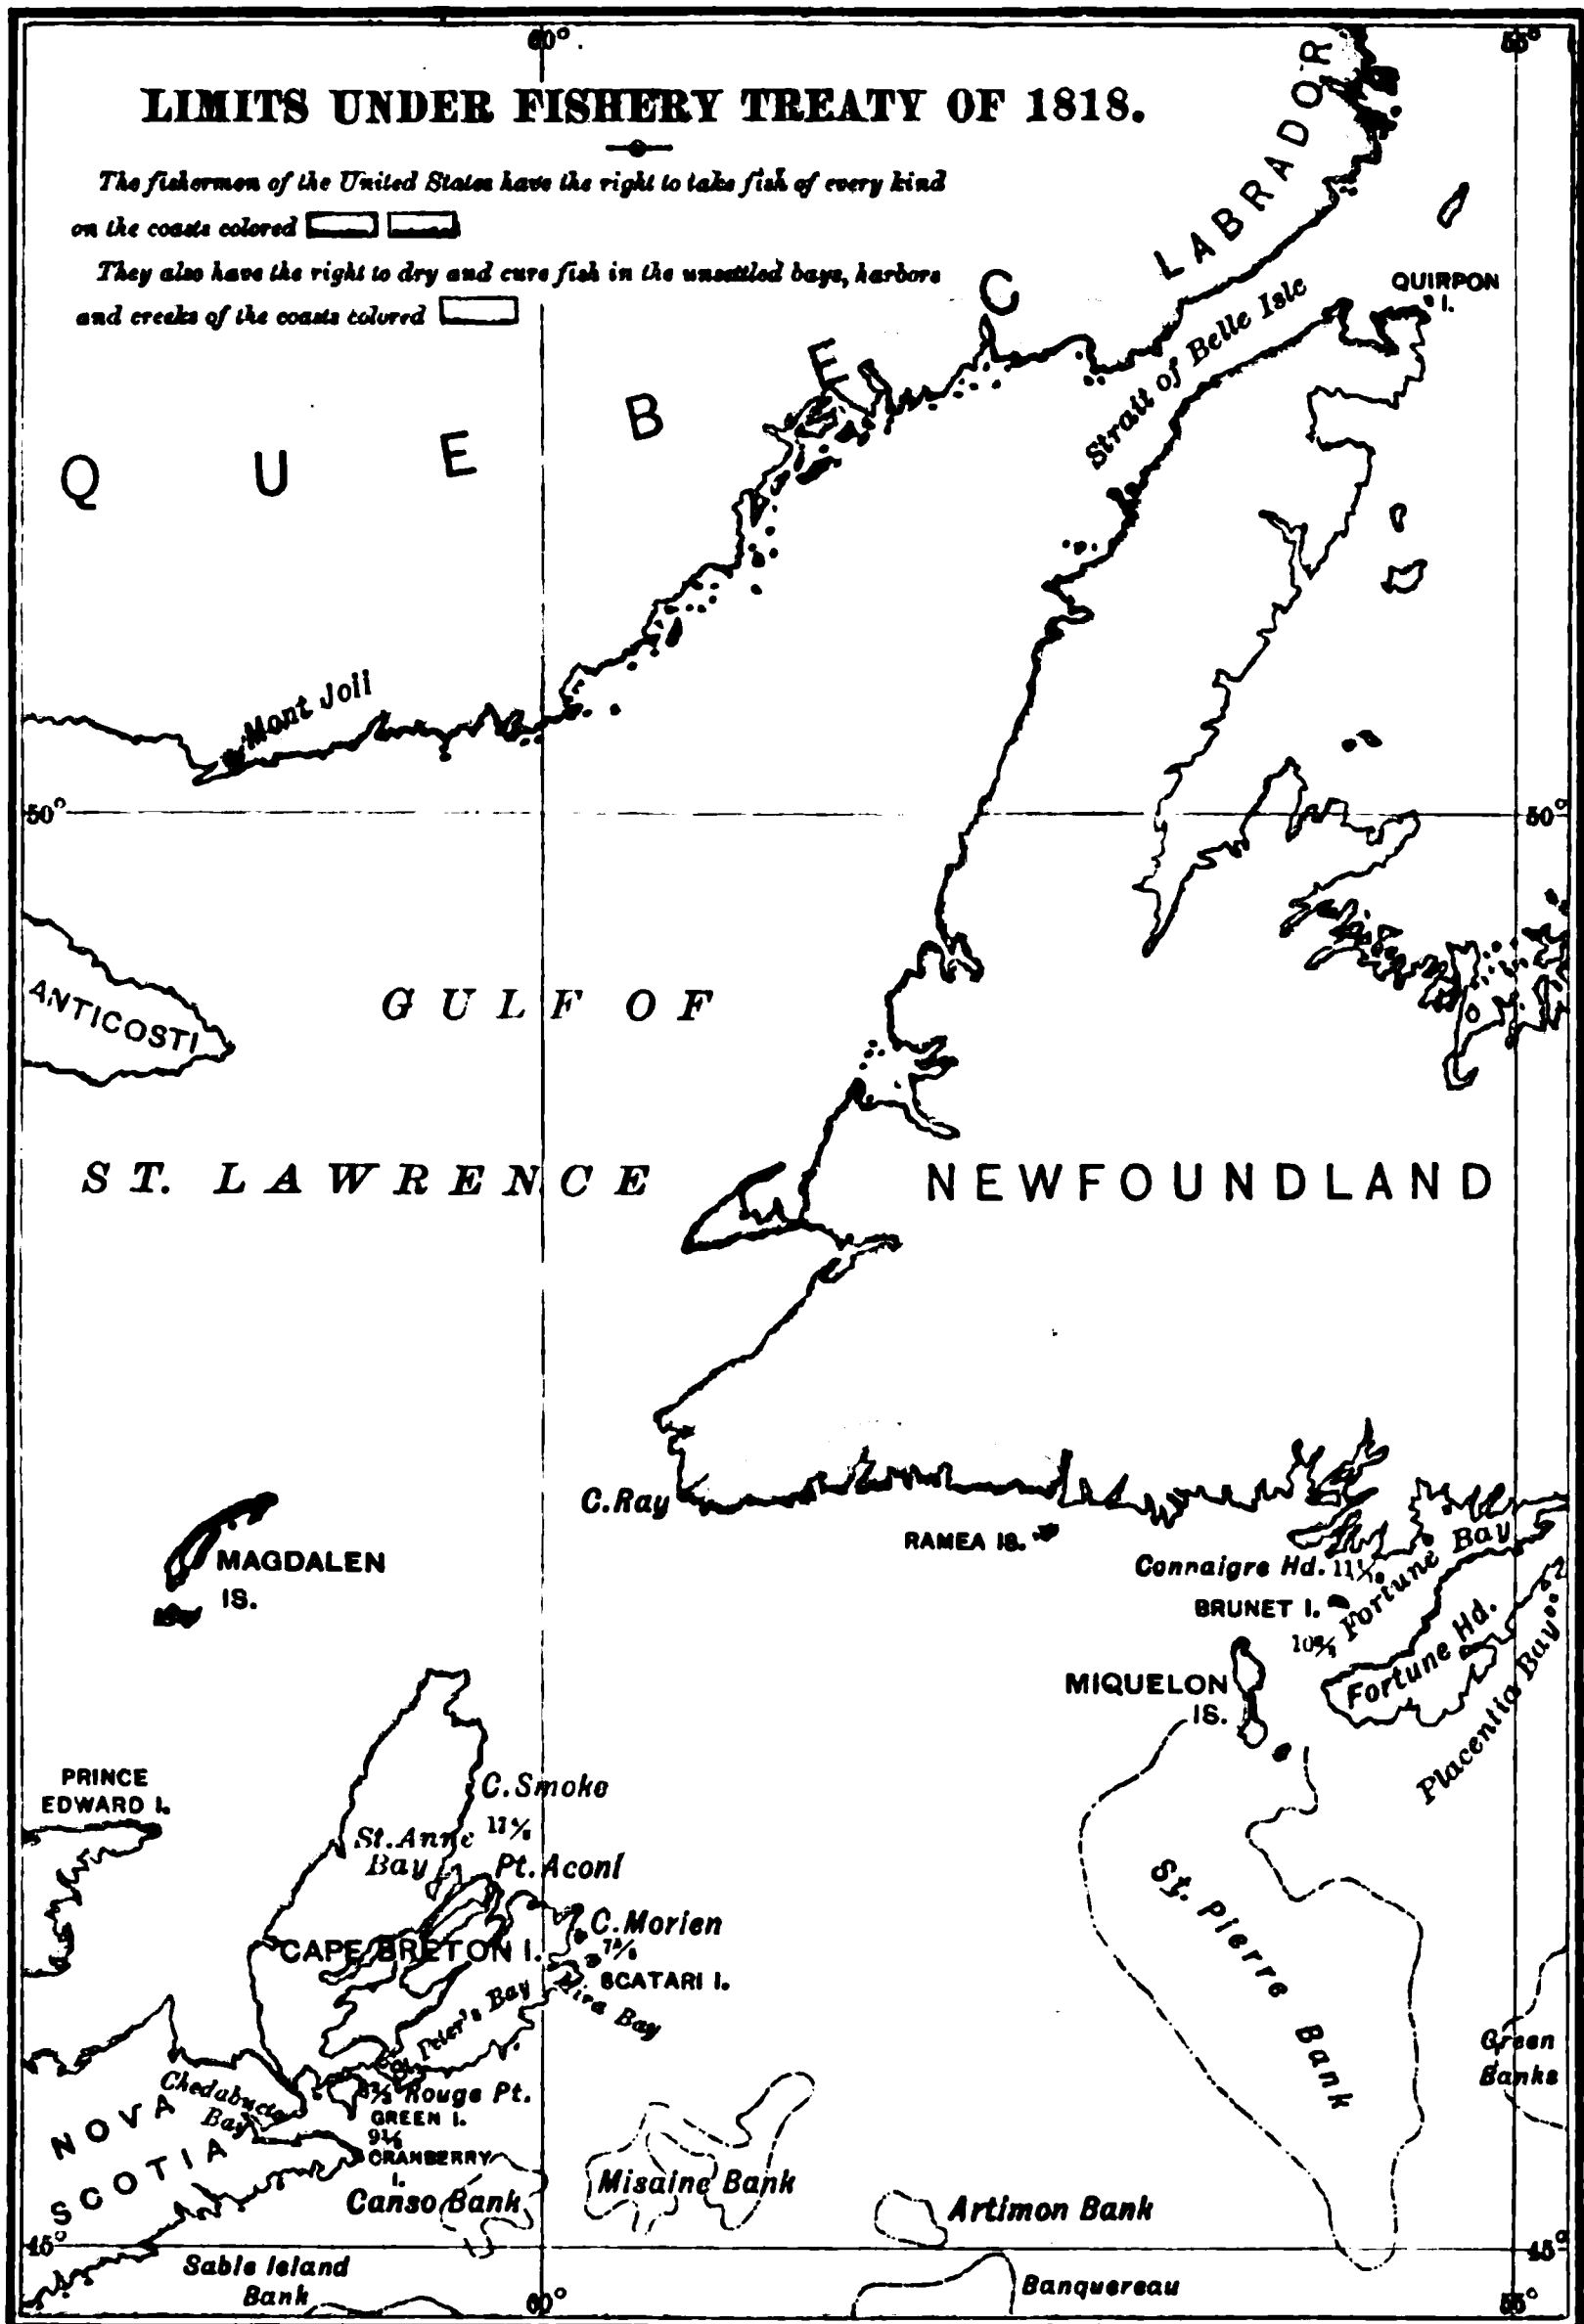 60°
55°
LIMITS UNDER FISHERY TREATY OF 1818.
The fishermen of the United States have the right to take fish of every kind
on the coasts colored
They also have the right to dry and cure fish in the unsettled bays, harbors
and creeks of the coasts colored
LABRADOR
QUIRPON
I.
Strait of Belle Isle
QUEBEC
Mont Joli
50°
50°
ANTICOSTI
GULF OF
ST. LAWRENCE
NEWFOUNDLAND
C.Ray
RAMEA IS.
MAGDALEN
IS.
Connaigre Hd.
BRUNET I.
Fortune Bay
Fortune Hd.
MIQUELON
IS.
Placentia Bay
PRINCE
EDWARD I.
C.Smoke
St.Anne
Bay
Pt.Aconi
C.Morien
CAPE BRETON I.
SCATARI I.
Mira Bay
St. Peter's Bay
St. Pierre Bank
Green
Banks
Chedabucto
Bay
Rouge Pt.
GREEN I.
CRANBERRY
I.
NOVA
SCOTIA
Canso Bank
Misaine Bank
Artimon Bank
45°
45°
Sable Island
Bank
Banquereau
60°
55°